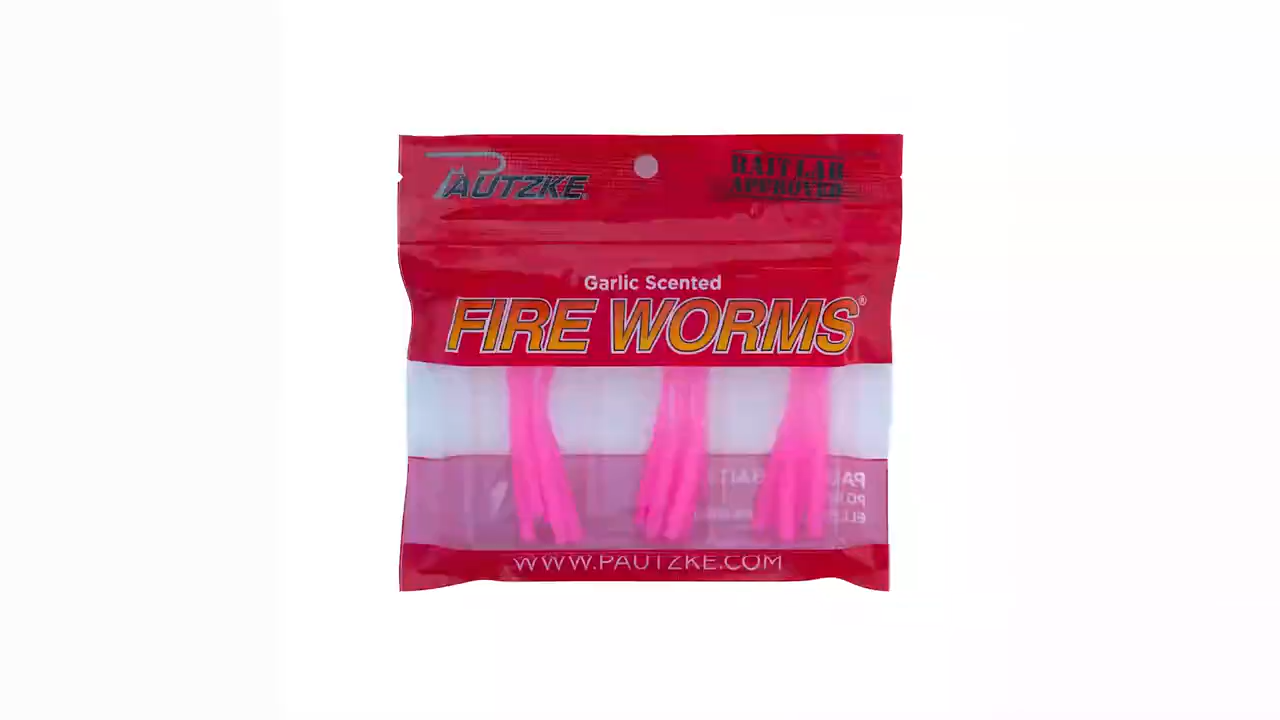 PAUTZKE
BAIT LAB
APPROVED
Garlic Scented
FIRE WORMS®
WWW.PAUTZKE.COM